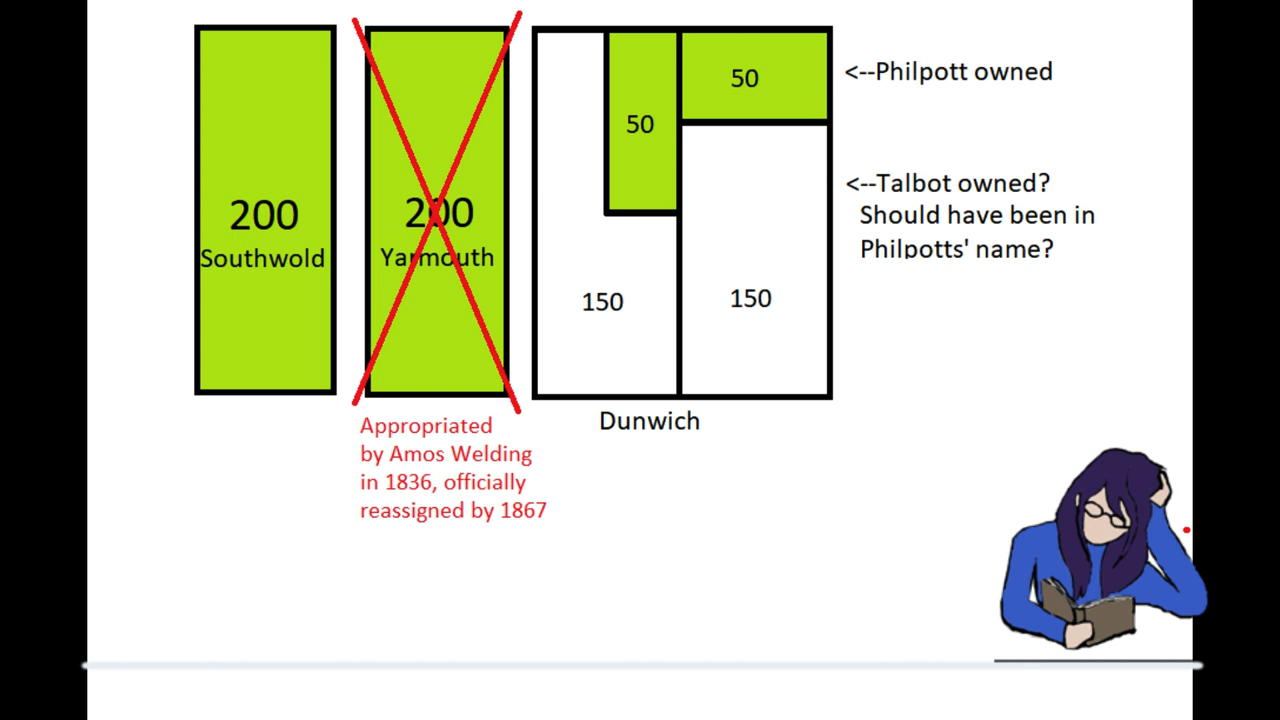 50
<--Philpott owned
50
<--Talbot owned?
Should have been in
Philpotts' name?
200
Southwold
200
Yarmouth
150
150
Dunwich
Appropriated
by Amos Welding
in 1836, officially
reassigned by 1867